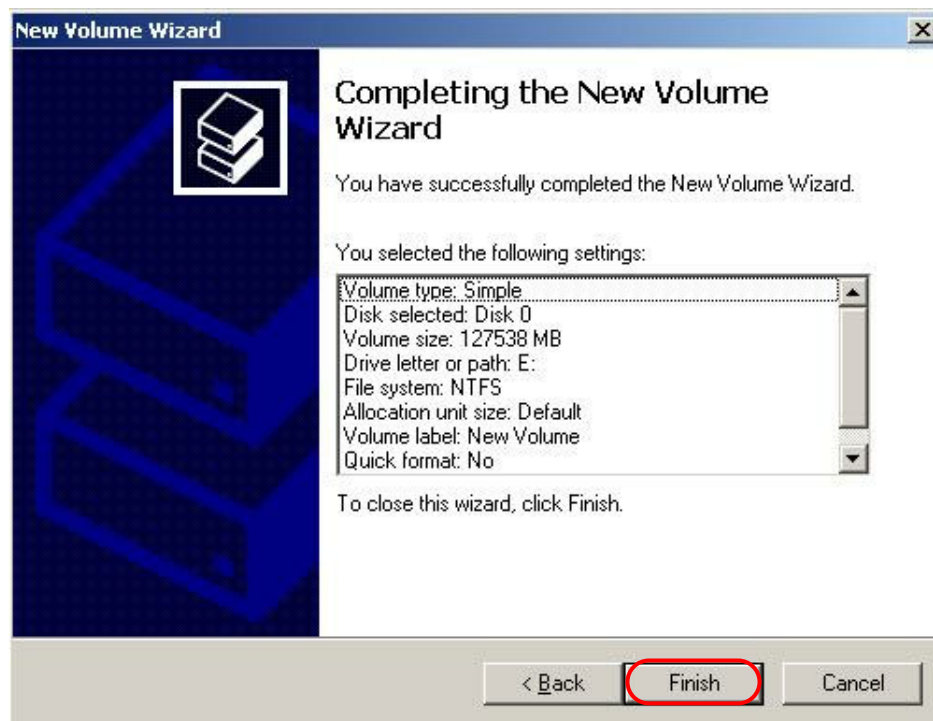 New Volume Wizard
Completing the New Volume
Wizard
You have successfully completed the New Volume Wizard.
You selected the following settings:
Volume type: Simple
Disk selected: Disk 0
Volume size: 127538 MB
Drive letter or path: E:
File system: NTFS
Allocation unit size: Default
Volume label: New Volume
Quick format: No
To close this wizard, click Finish.
< Back Finish Cancel